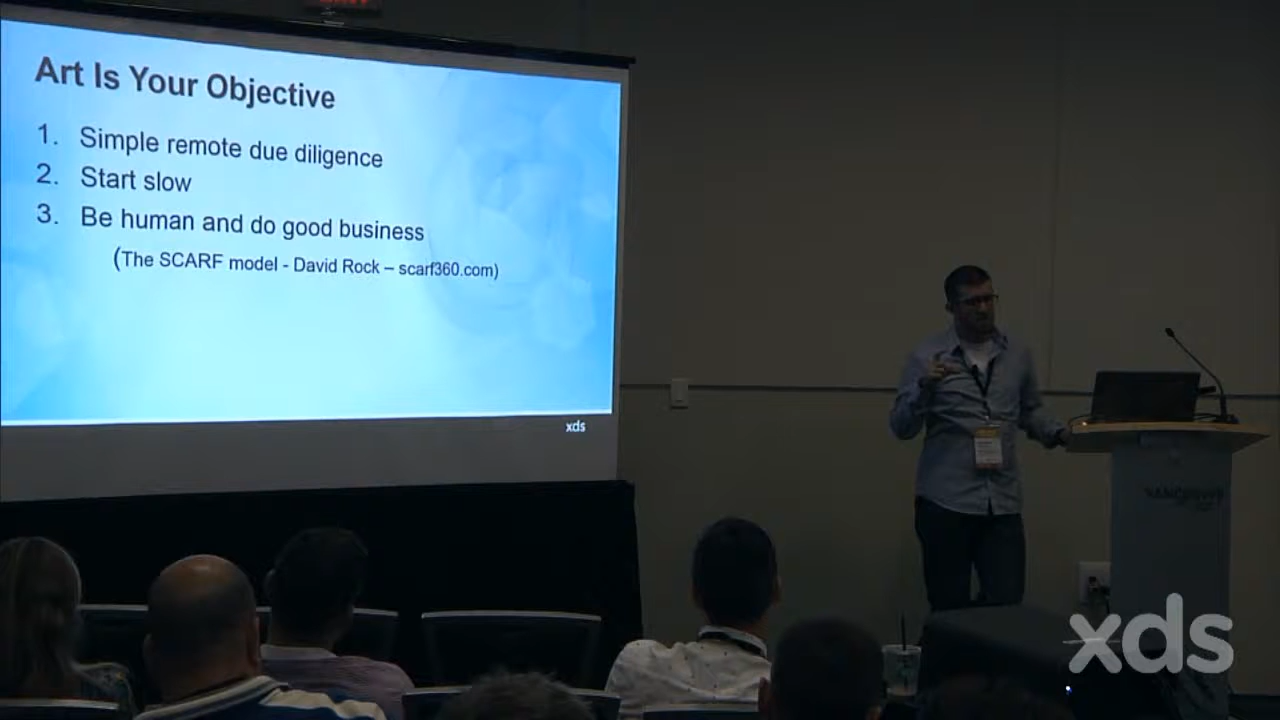 Art Is Your Objective
1. Simple remote due diligence
2. Start slow
3. Be human and do good business
(The SCARF model - David Rock – scarf360.com)
xds
VANCOUVER
xds